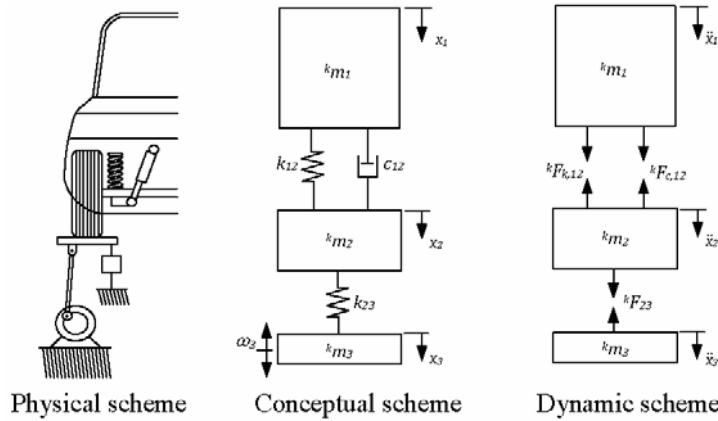 x₁
ẍ₁
ᵏm₁
ᵏm₁
k₁₂
c₁₂
ᵏFₖ,₁₂
ᵏF_c,12
x₂
ẍ₂
ᵏm₂
ᵏm₂
k₂₃
ᵏF₂₃
ω₃
ᵏm₃
x₃
ᵏm₃
ẍ₃
Physical scheme
Conceptual scheme
Dynamic scheme